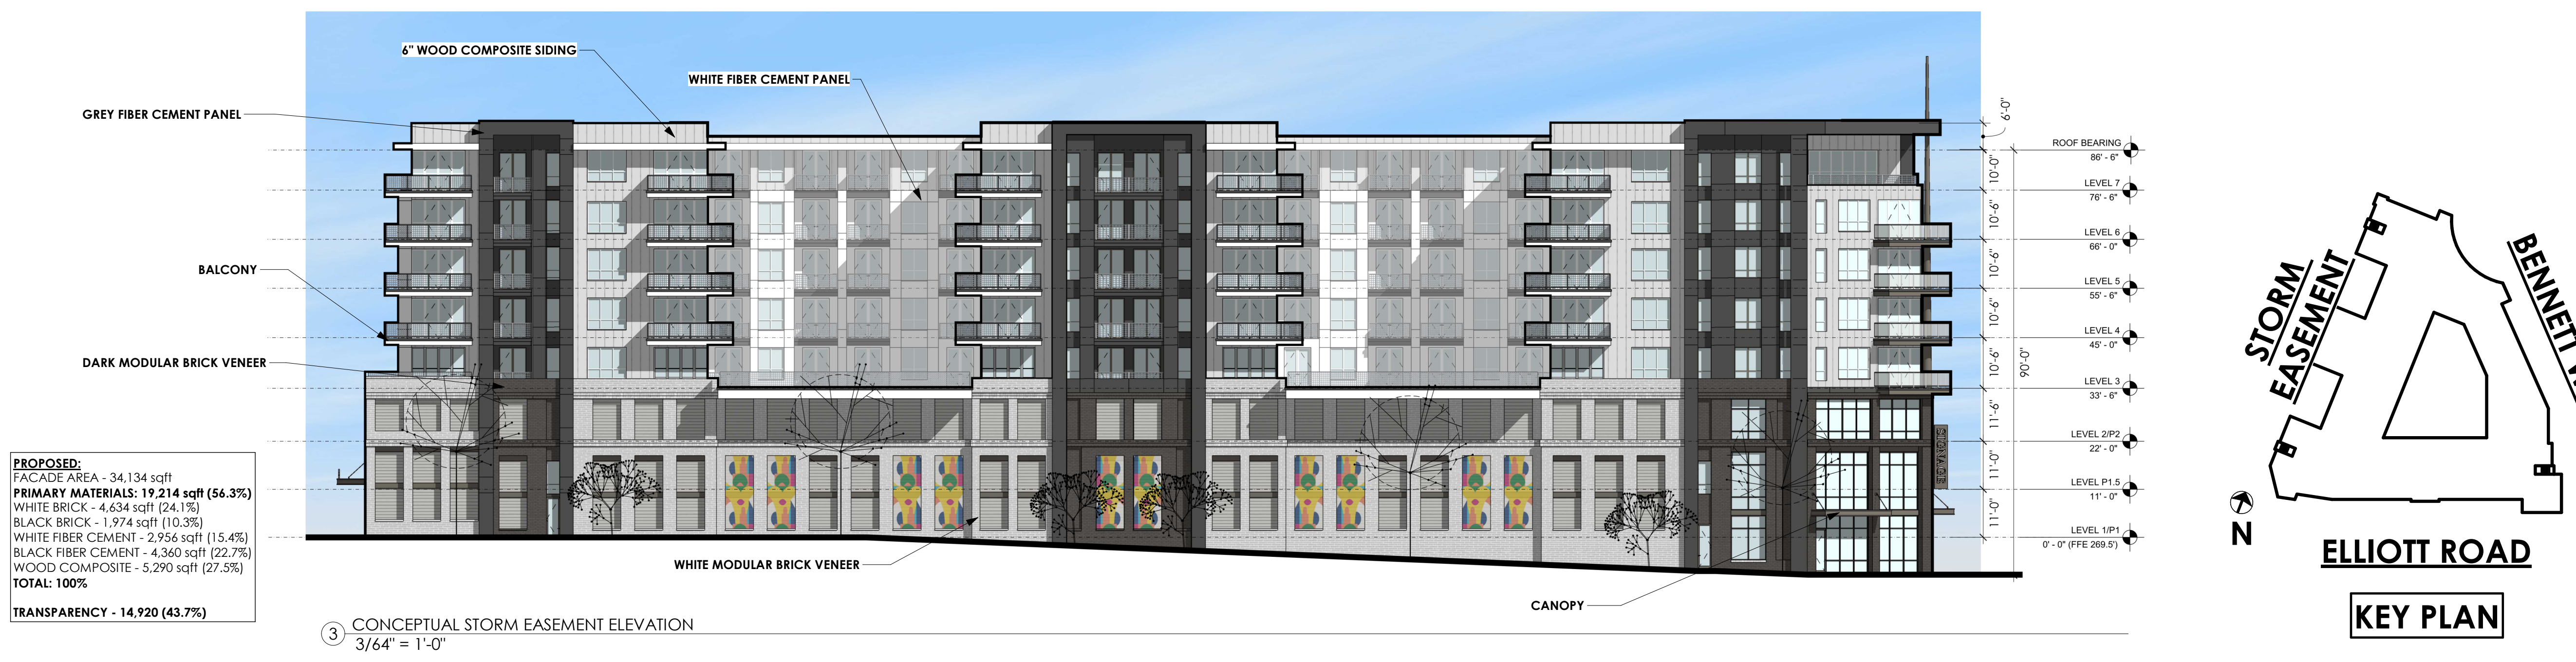 6" WOOD COMPOSITE SIDING
WHITE FIBER CEMENT PANEL
GREY FIBER CEMENT PANEL
BALCONY
DARK MODULAR BRICK VENEER
PROPOSED:
FACADE AREA - 34,134 sqft
PRIMARY MATERIALS: 19,214 sqft (56.3%)
WHITE BRICK - 4,634 sqft (24.1%)
BLACK BRICK - 1,974 sqft (10.3%)
WHITE FIBER CEMENT - 2,956 sqft (15.4%)
BLACK FIBER CEMENT - 4,360 sqft (22.7%)
WOOD COMPOSITE - 5,290 sqft (27.5%)
TOTAL: 100%
TRANSPARENCY - 14,920 (43.7%)
WHITE MODULAR BRICK VENEER
CANOPY
SIGNAGE
3
CONCEPTUAL STORM EASEMENT ELEVATION
3/64" = 1'-0"
6'-0"
10'-0"
10'-6"
10'-6"
10'-6"
10'-6"
11'-6"
11'-0"
11'-0"
90'-0"
ROOF BEARING
86' - 6"
LEVEL 7
76' - 6"
LEVEL 6
66' - 0"
LEVEL 5
55' - 6"
LEVEL 4
45' - 0"
LEVEL 3
33' - 6"
LEVEL 2/P2
22' - 0"
LEVEL P1.5
11' - 0"
LEVEL 1/P1
0' - 0" (FFE 269.5')
STORM
EASEMENT
BENNETT
N
ELLIOTT ROAD
KEY PLAN